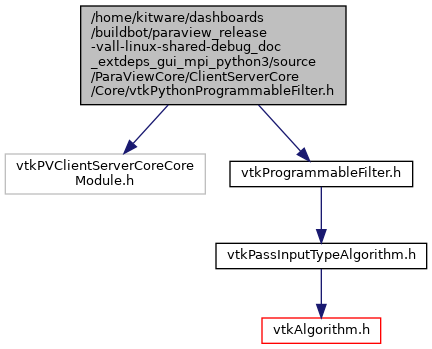 /home/kitware/dashboards
/buildbot/paraview_release
-vall-linux-shared-debug_doc
_extdeps_gui_mpi_python3/source
/ParaViewCore/ClientServerCore
/Core/vtkPythonProgrammableFilter.h
vtkPVClientServerCoreCore
Module.h
vtkProgrammableFilter.h
vtkPassInputTypeAlgorithm.h
vtkAlgorithm.h